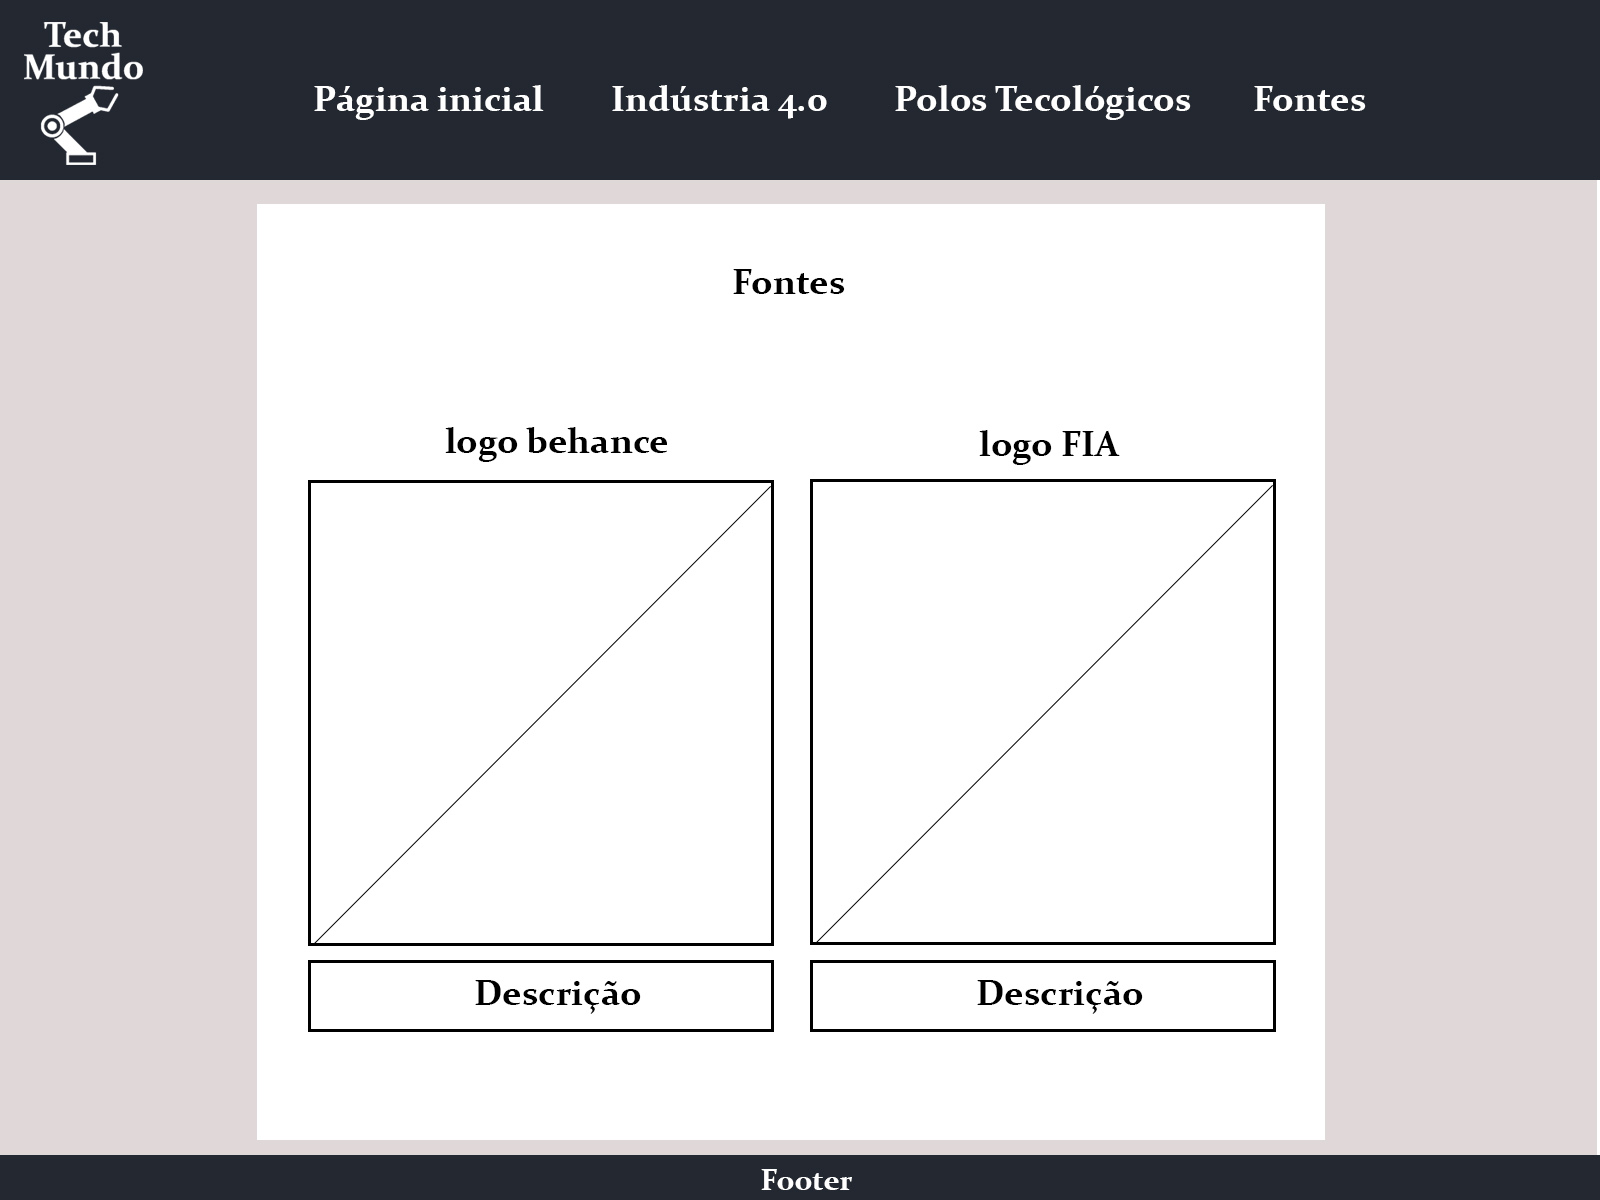 Tech
Mundo
Página inicial Indústria 4.0 Polos Tecológicos Fontes
Fontes
logo behance logo FIA
Descrição Descrição
Footer